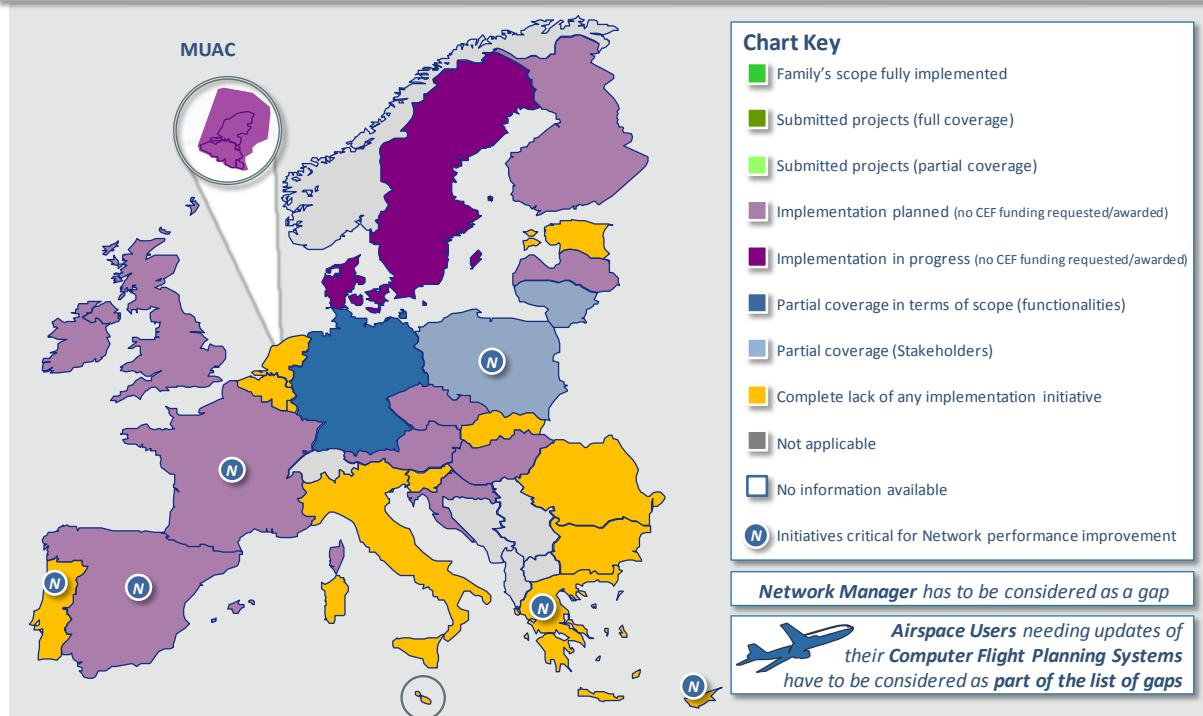 MUAC
N
N
N
N
N
N
Chart Key
Family's scope fully implemented
Submitted projects (full coverage)
Submitted projects (partial coverage)
Implementation planned (no CEF funding requested/awarded)
Implementation in progress (no CEF funding requested/awarded)
Partial coverage in terms of scope (functionalities)
Partial coverage (Stakeholders)
Complete lack of any implementation initiative
Not applicable
No information available
N Initiatives critical for Network performance improvement
Network Manager has to be considered as a gap
Airspace Users needing updates of
their Computer Flight Planning Systems
have to be considered as part of the list of gaps